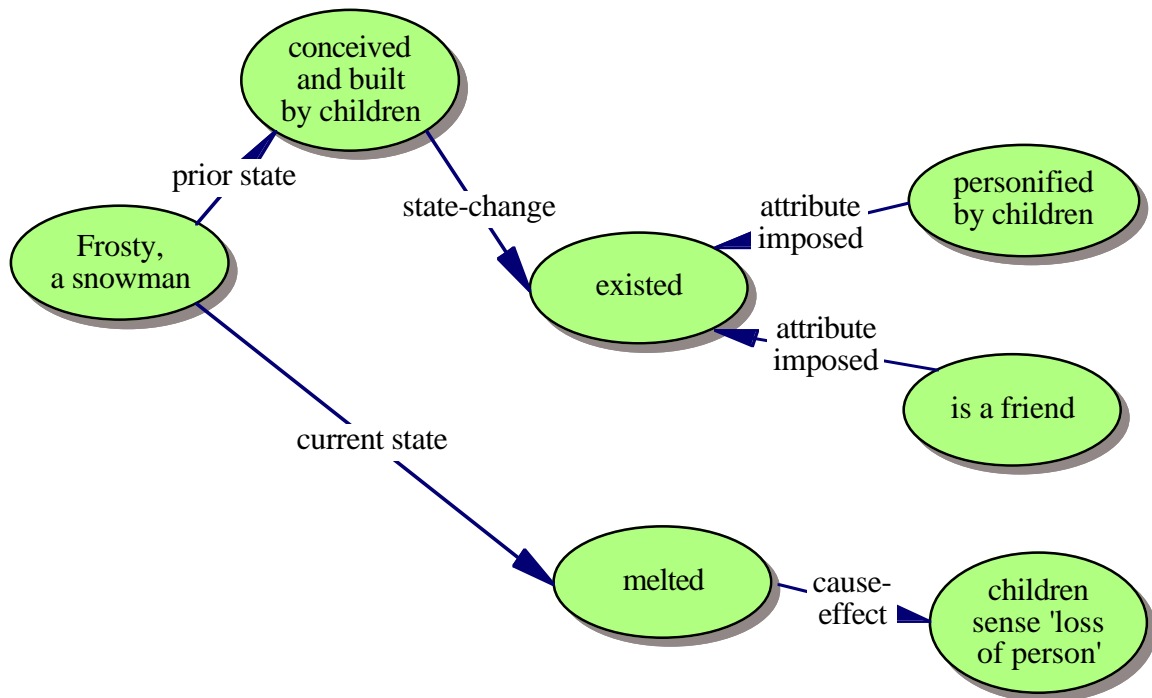 conceived
and built
by children
prior state
state-change
Frosty,
a snowman
existed
attribute
imposed
personified
by children
attribute
imposed
is a friend
current state
melted
cause-
effect
children
sense 'loss
of person'